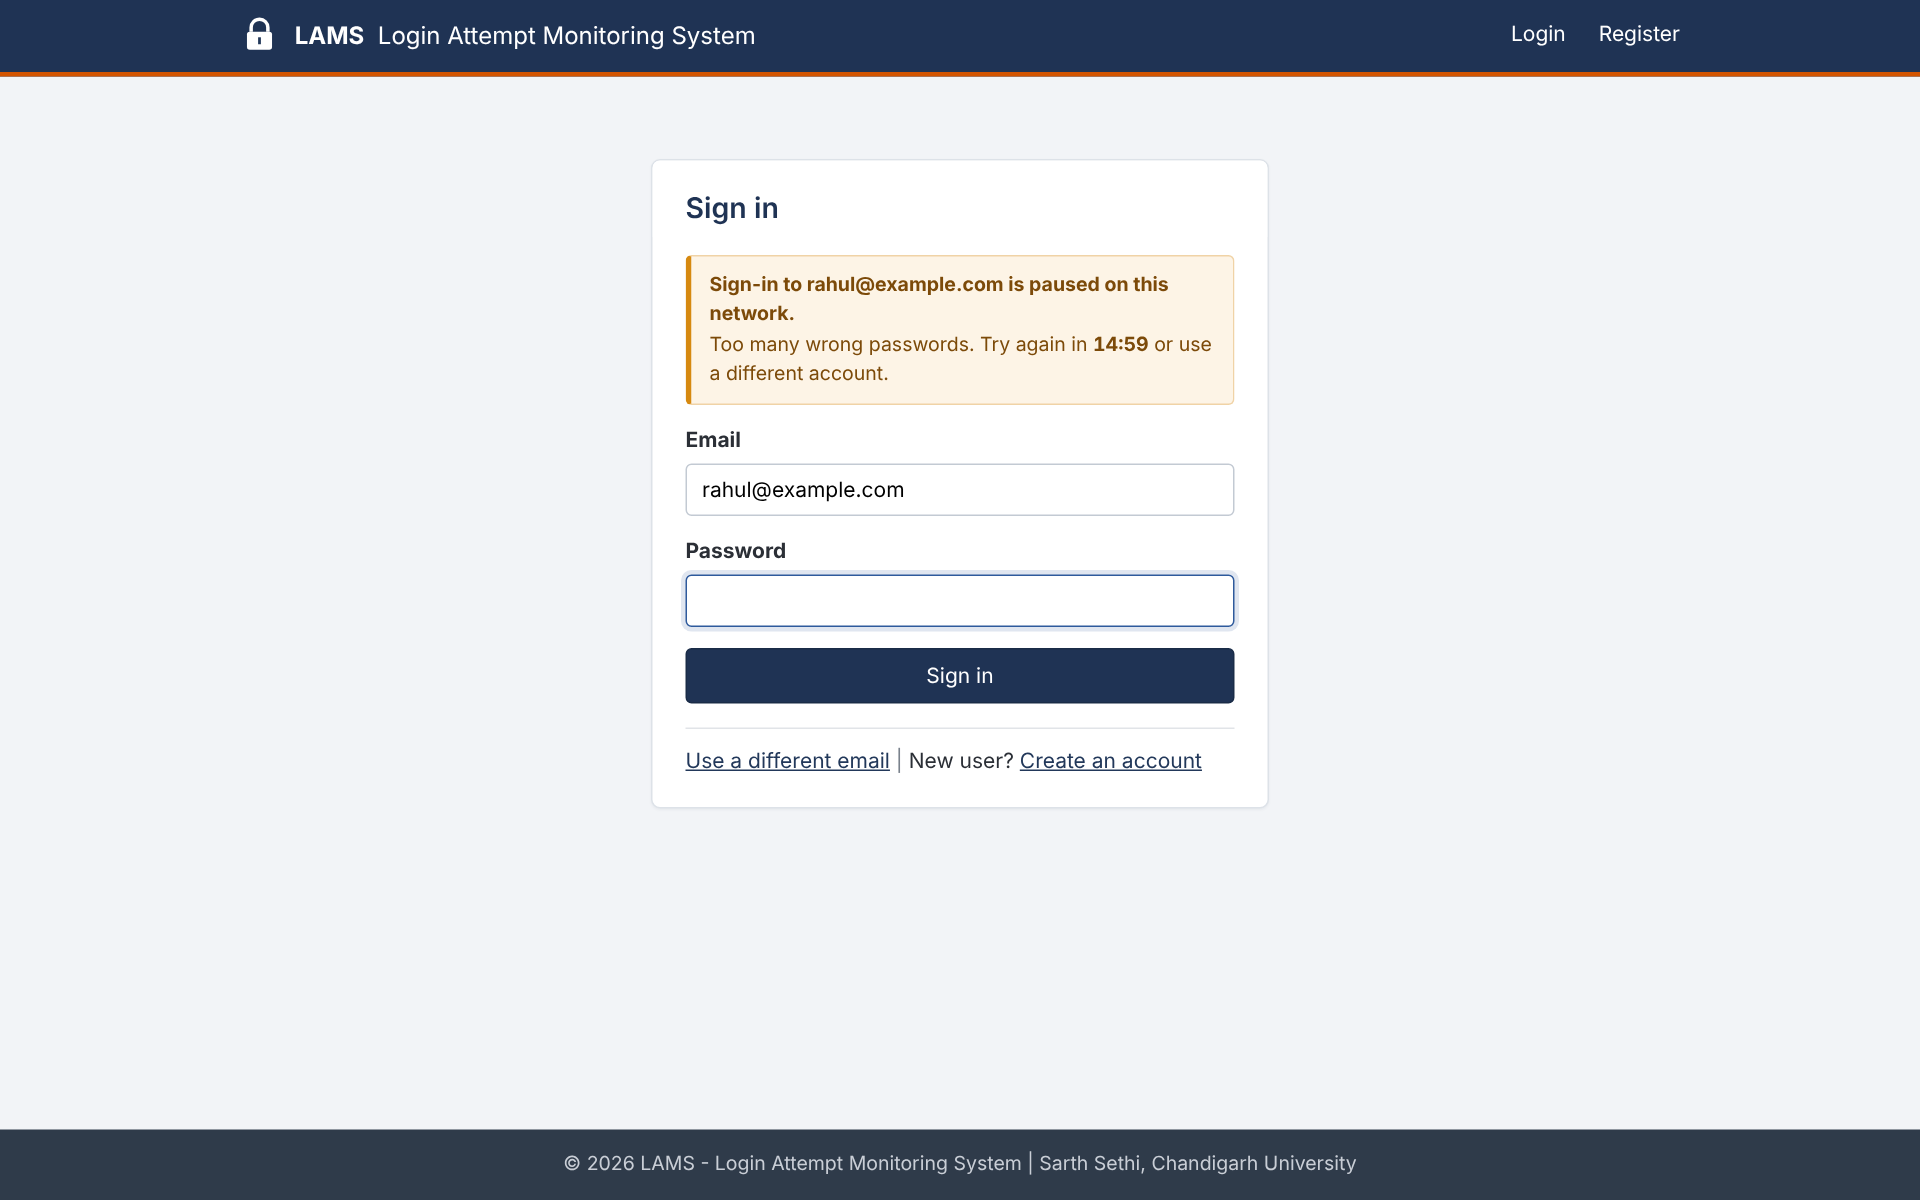 LAMS Login Attempt Monitoring System
Login Register
Sign in
Sign-in to rahul@example.com is paused on this
network.
Too many wrong passwords. Try again in 14:59 or use
a different account.
Email
rahul@example.com
Password
Sign in
Use a different email | New user? Create an account
© 2026 LAMS - Login Attempt Monitoring System | Sarth Sethi, Chandigarh University